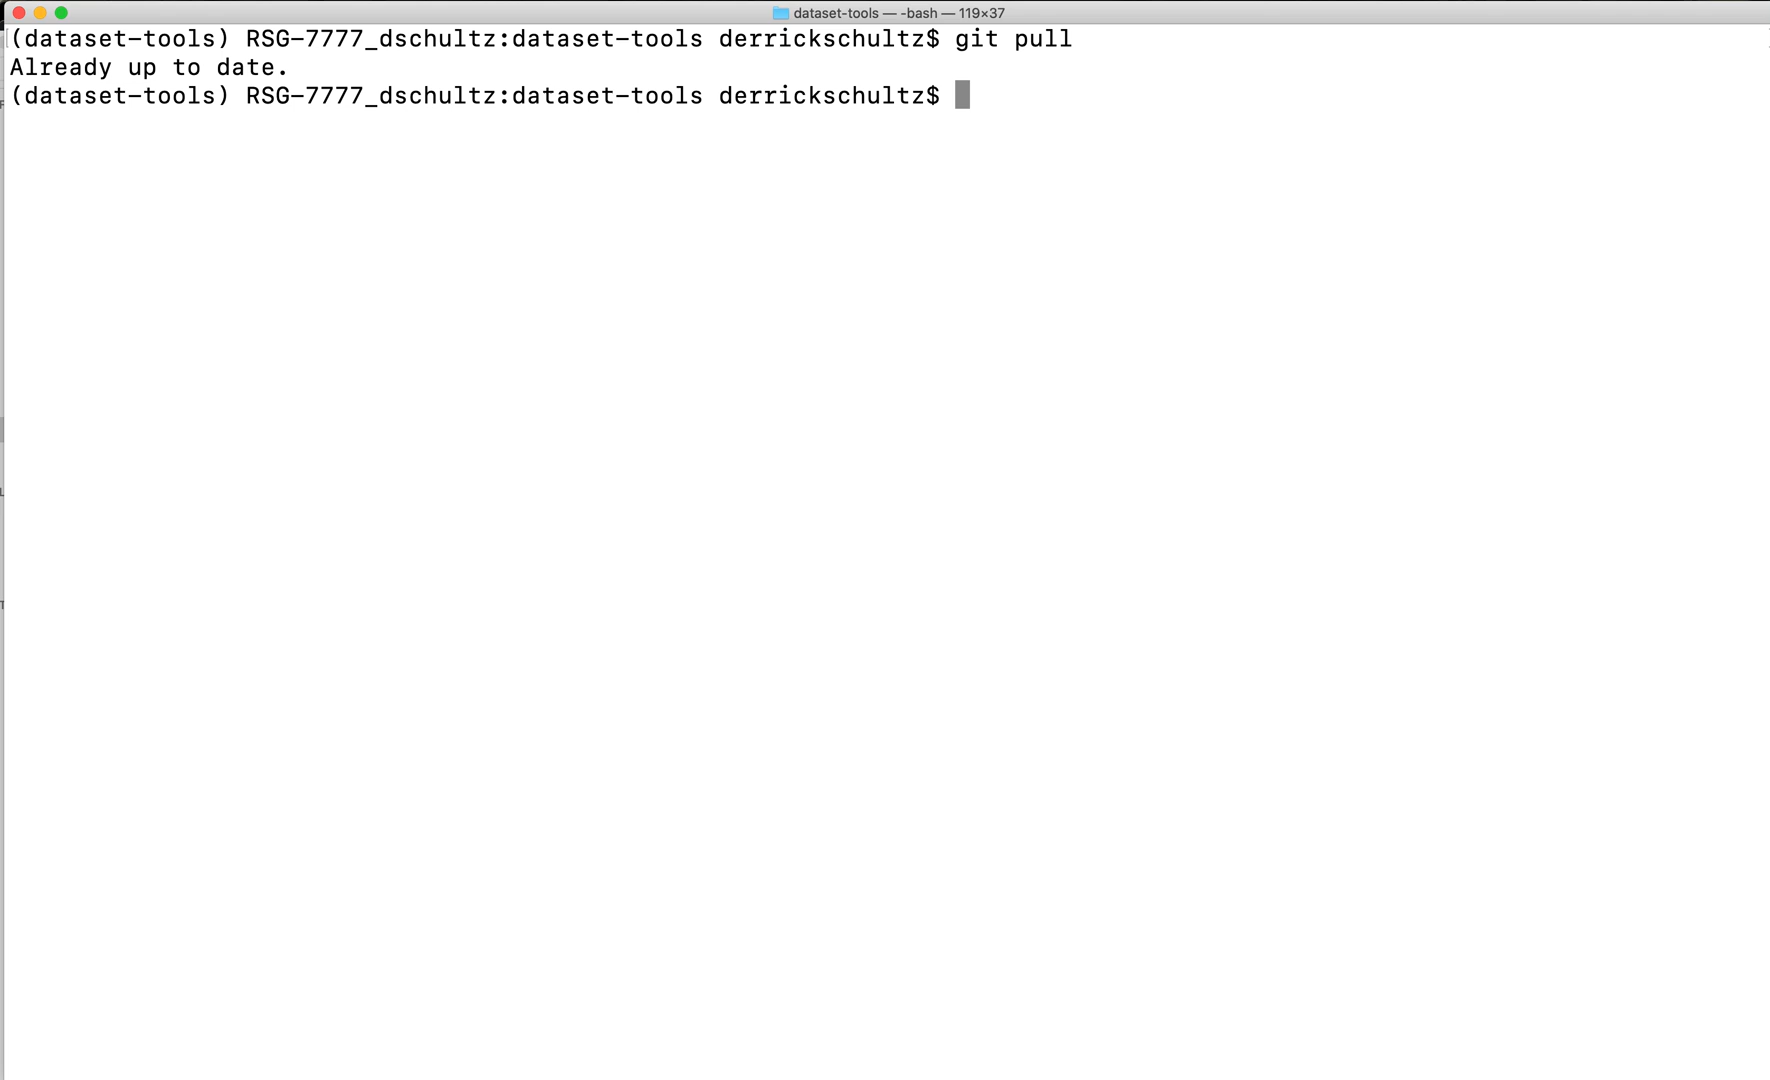 dataset-tools — -bash — 119×37
(dataset-tools) RSG-7777_dschultz:dataset-tools derrickschultz$ git pull
Already up to date.
(dataset-tools) RSG-7777_dschultz:dataset-tools derrickschultz$